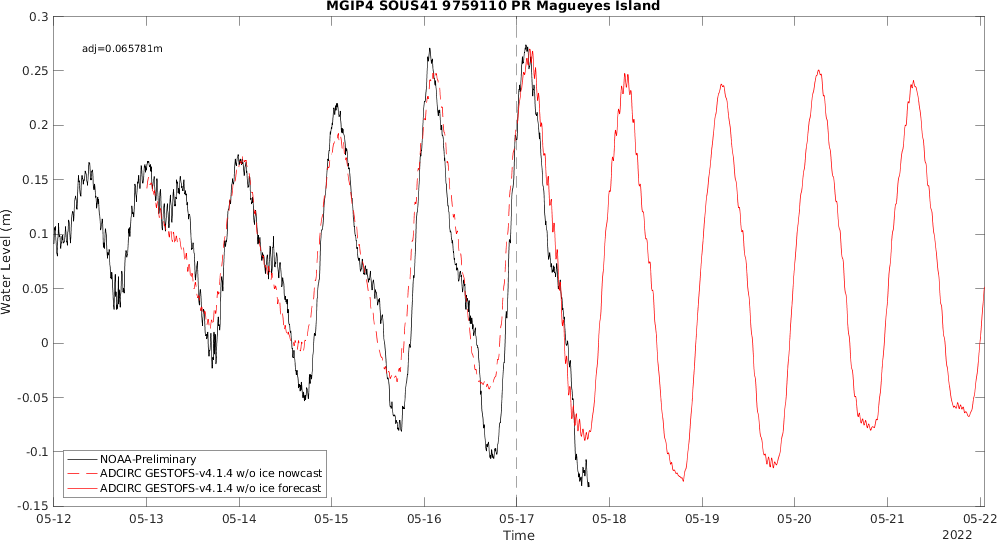 MGIP4 SOUS41 9759110 PR Magueyes Island
adj=0.065781m
0.3
0.25
0.2
0.15
0.1
0.05
0
-0.05
-0.1
-0.15
Water Level (m)
NOAA-Preliminary
ADCIRC GESTOFS-v4.1.4 w/o ice nowcast
ADCIRC GESTOFS-v4.1.4 w/o ice forecast
05-12 05-13 05-14 05-15 05-16 05-17 05-18 05-19 05-20 05-21 05-22
Time
2022